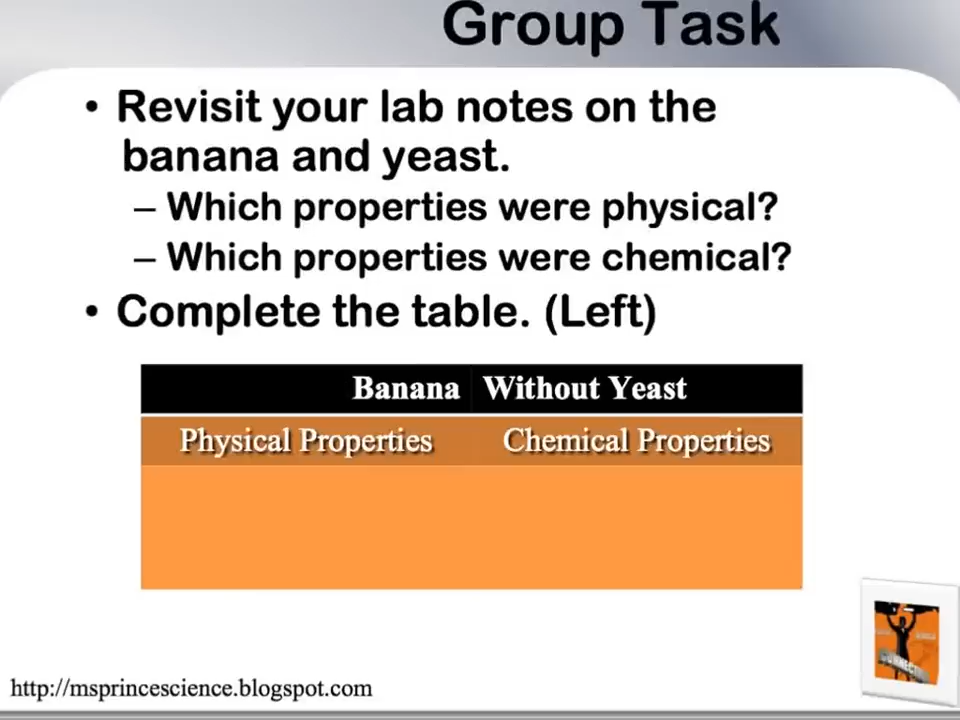 Group Task
• Revisit your lab notes on the
banana and yeast.
– Which properties were physical?
– Which properties were chemical?
• Complete the table. (Left)
Banana Without Yeast
Physical Properties Chemical Properties
http://msprincescience.blogspot.com